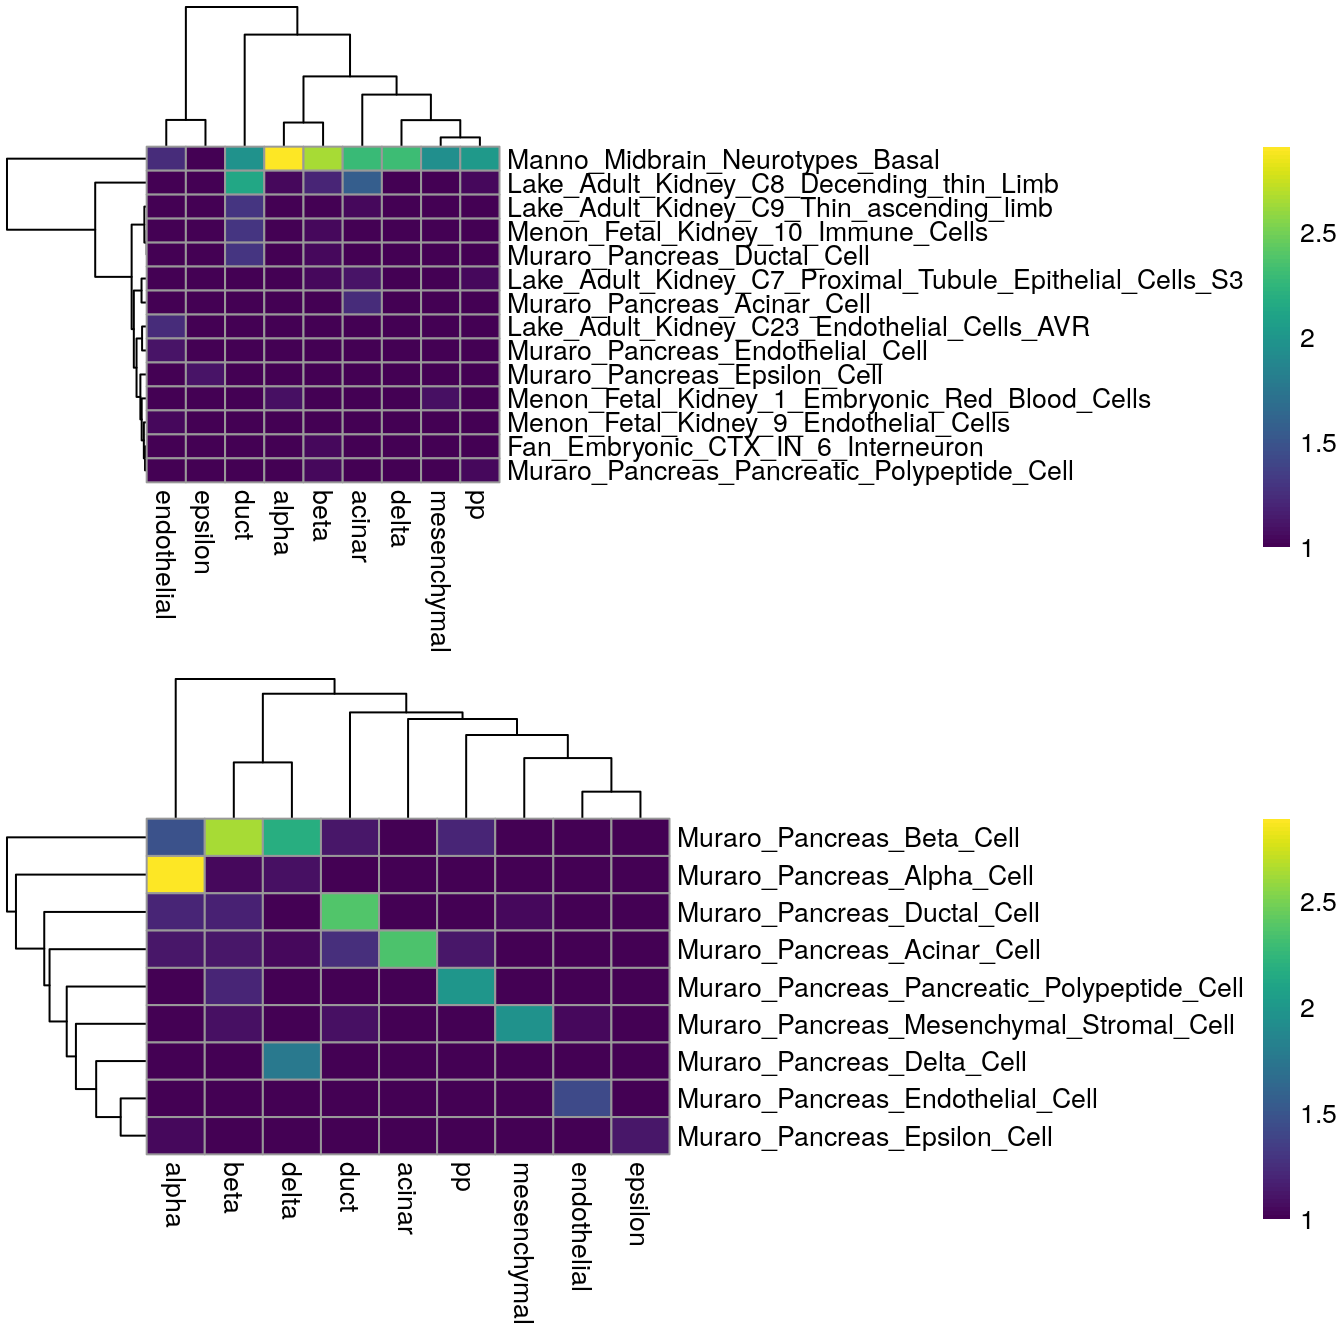 Manno_Midbrain_Neurotypes_Basal
Lake_Adult_Kidney_C8_Decending_thin_Limb
Lake_Adult_Kidney_C9_Thin_ascending_limb
Menon_Fetal_Kidney_10_Immune_Cells
Muraro_Pancreas_Ductal_Cell
Lake_Adult_Kidney_C7_Proximal_Tubule_Epithelial_Cells_S3
Muraro_Pancreas_Acinar_Cell
Lake_Adult_Kidney_C23_Endothelial_Cells_AVR
Muraro_Pancreas_Endothelial_Cell
Muraro_Pancreas_Epsilon_Cell
Menon_Fetal_Kidney_1_Embryonic_Red_Blood_Cells
Menon_Fetal_Kidney_9_Endothelial_Cells
Fan_Embryonic_CTX_IN_6_Interneuron
Muraro_Pancreas_Pancreatic_Polypeptide_Cell
endothelial
epsilon
duct
alpha
beta
acinar
delta
mesenchymal
pp
2.5
2
1.5
1
Muraro_Pancreas_Beta_Cell
Muraro_Pancreas_Alpha_Cell
Muraro_Pancreas_Ductal_Cell
Muraro_Pancreas_Acinar_Cell
Muraro_Pancreas_Pancreatic_Polypeptide_Cell
Muraro_Pancreas_Mesenchymal_Stromal_Cell
Muraro_Pancreas_Delta_Cell
Muraro_Pancreas_Endothelial_Cell
Muraro_Pancreas_Epsilon_Cell
alpha
beta
delta
duct
acinar
pp
mesenchymal
endothelial
epsilon
2.5
2
1.5
1